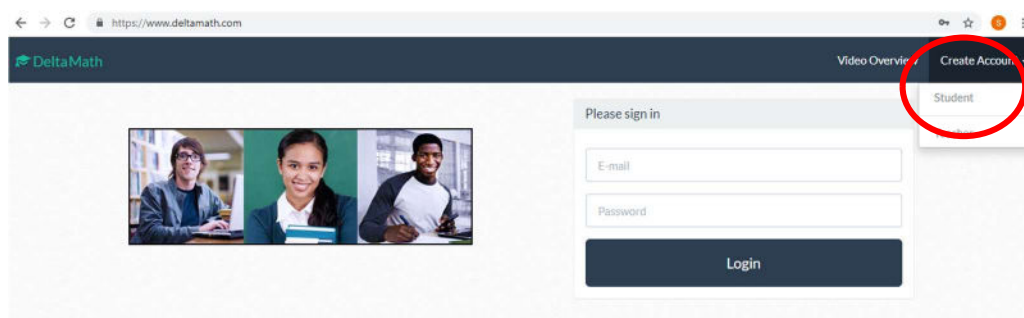 https://www.deltamath.com
DeltaMath
Video Overview
Create Account
Student
Please sign in
E-mail
Password
Login